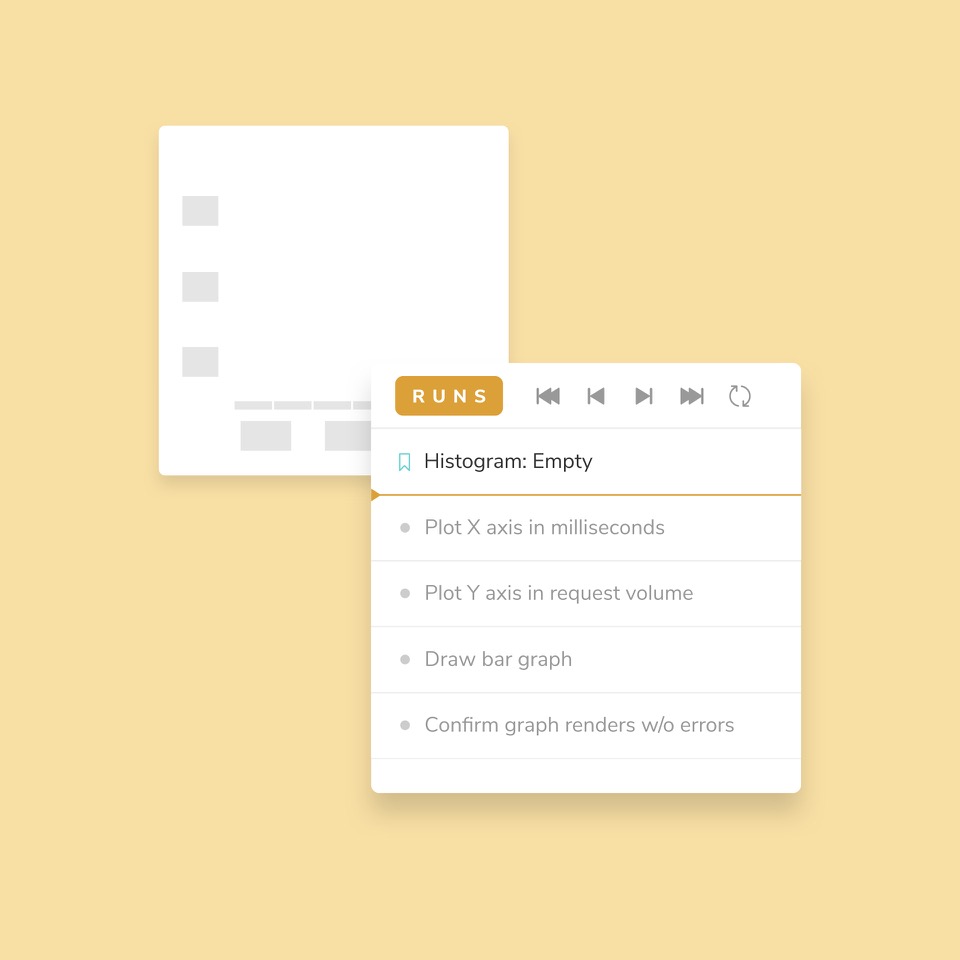 RUNS
Histogram: Empty
Plot X axis in milliseconds
Plot Y axis in request volume
Draw bar graph
Confirm graph renders w/o errors